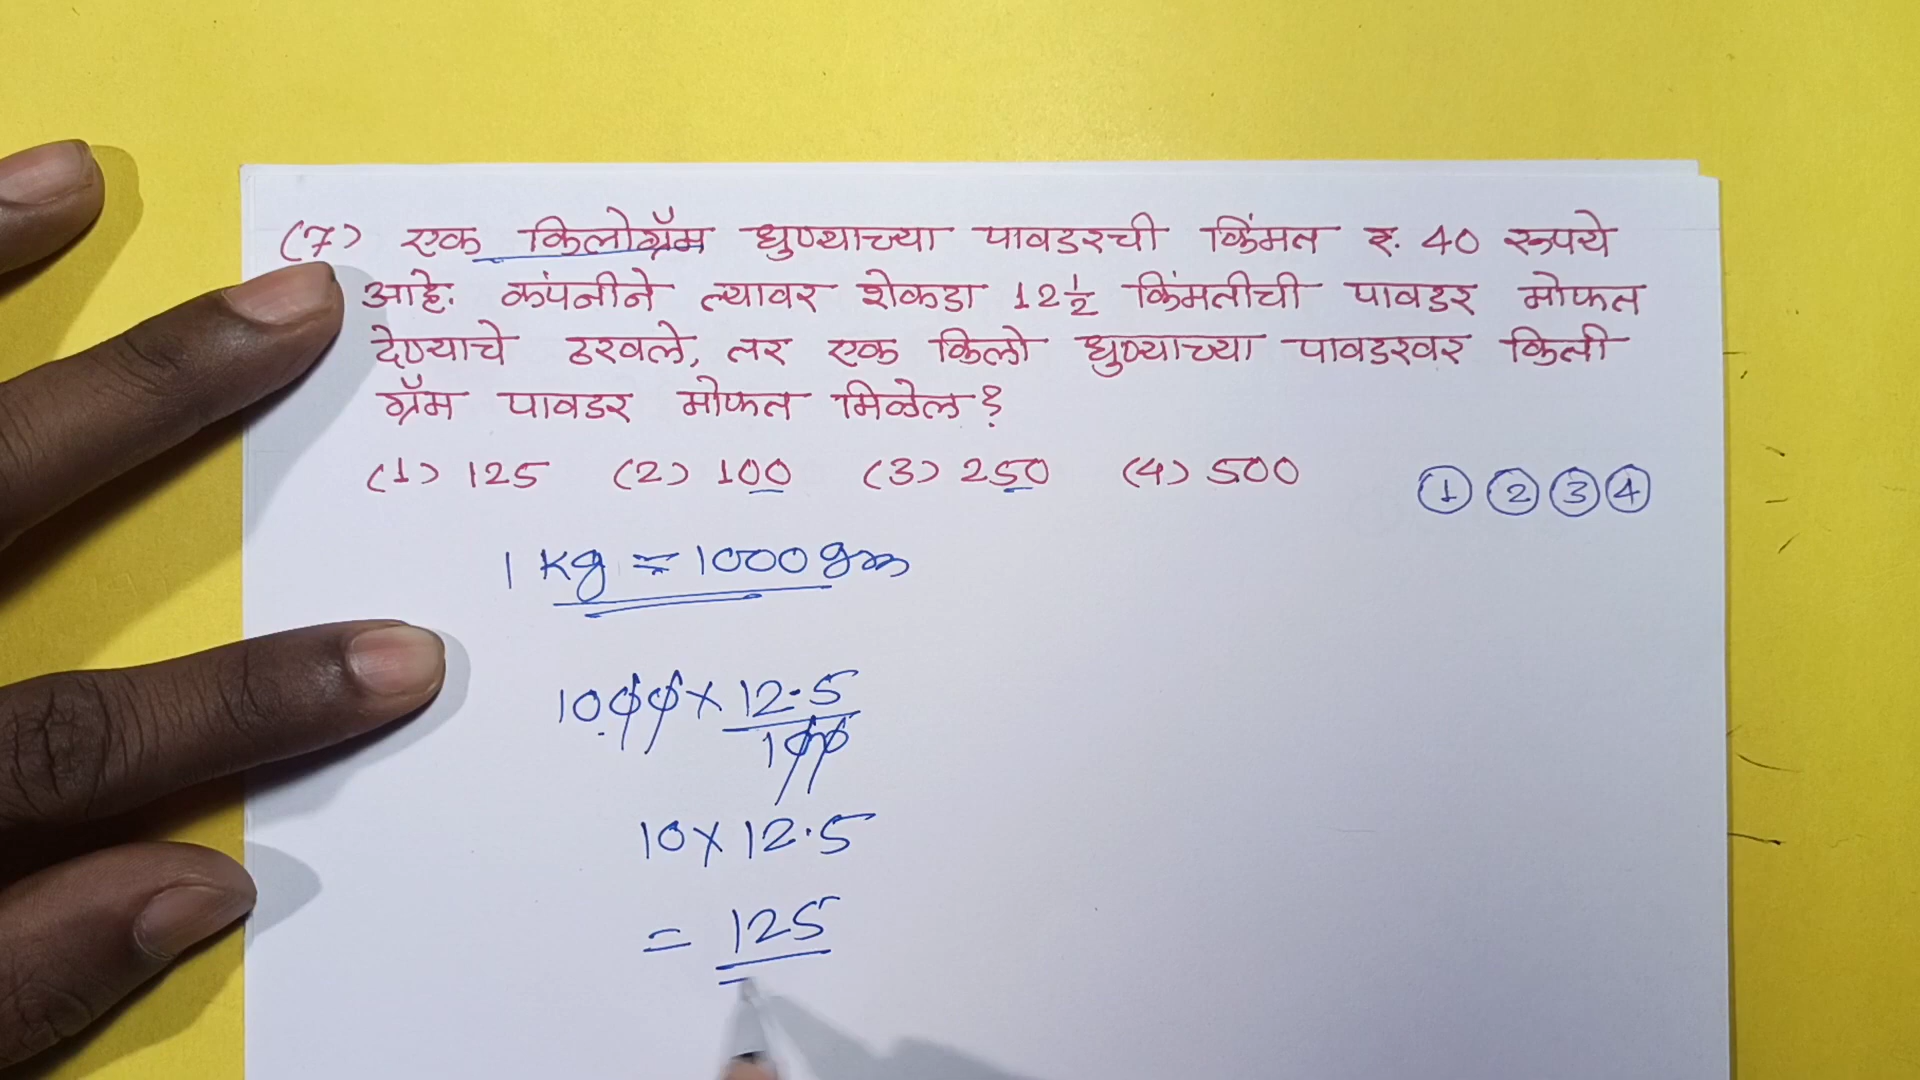 (7) एक किलोग्रॅम धुण्याच्या पावडरची किंमत रु. 40 रूपये
आहे. कंपनीने त्यावर शेकडा 12 1/2 किंमतीची पावडर मोफत
देण्याचे ठरवले, तर एक किलो धुण्याच्या पावडरवर किती
ग्रॅम पावडर मोफत मिळेल?
(1) 125 (2) 100 (3) 250 (4) 500 ① ② ③ ④
1 kg = 1000 gm
1000 × 12.5/100
10 × 12.5
= 125